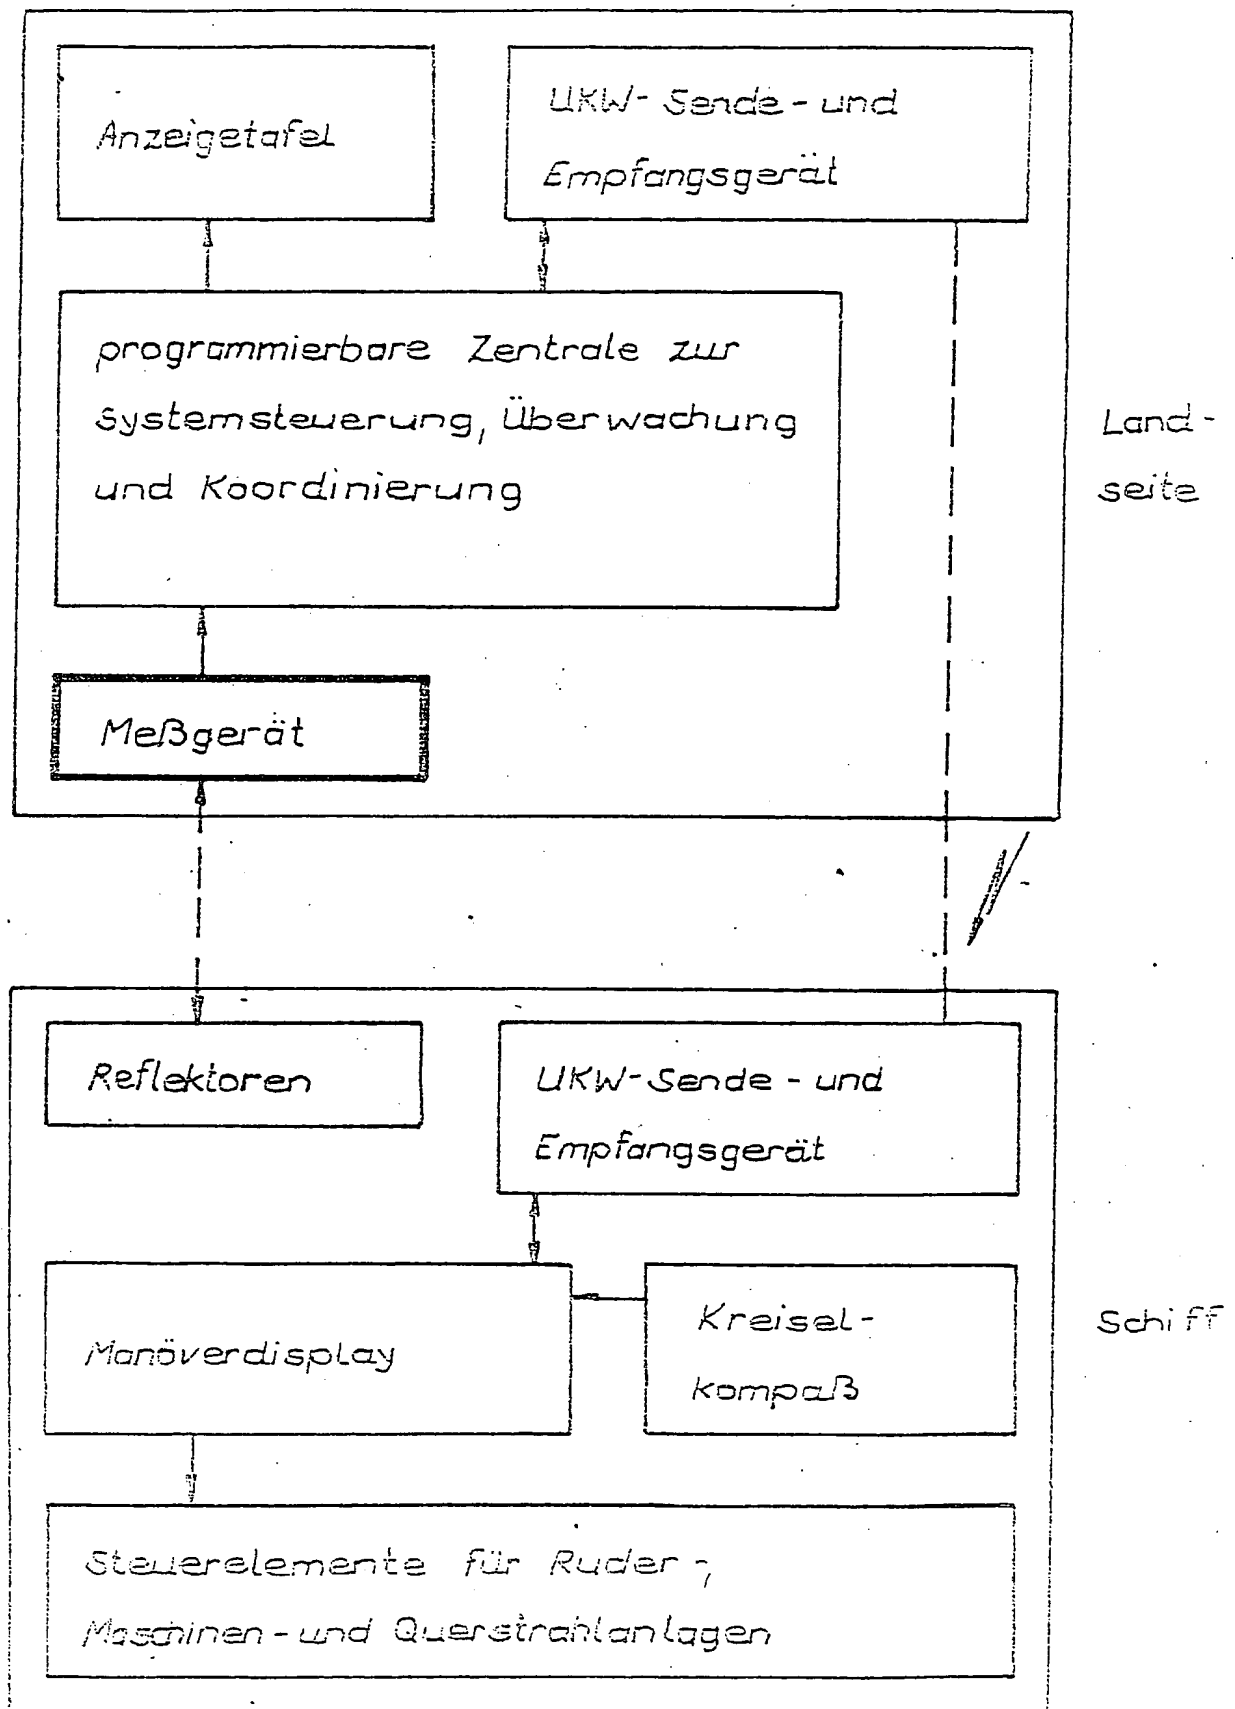 Anzeigetafel
UKW-Sende-und
Empfangsgerät
programmierbare Zentrale zur
Systemsteuerung, Überwachung
und Koordinierung
Land-
seite
Meßgerät
Reflektoren
UKW-Sende-und
Empfangsgerät
Manöverdisplay
Kreisel-
kompaß
Schiff
Steuerelemente für Ruder-,
Maschinen-und Querstrahlanlagen